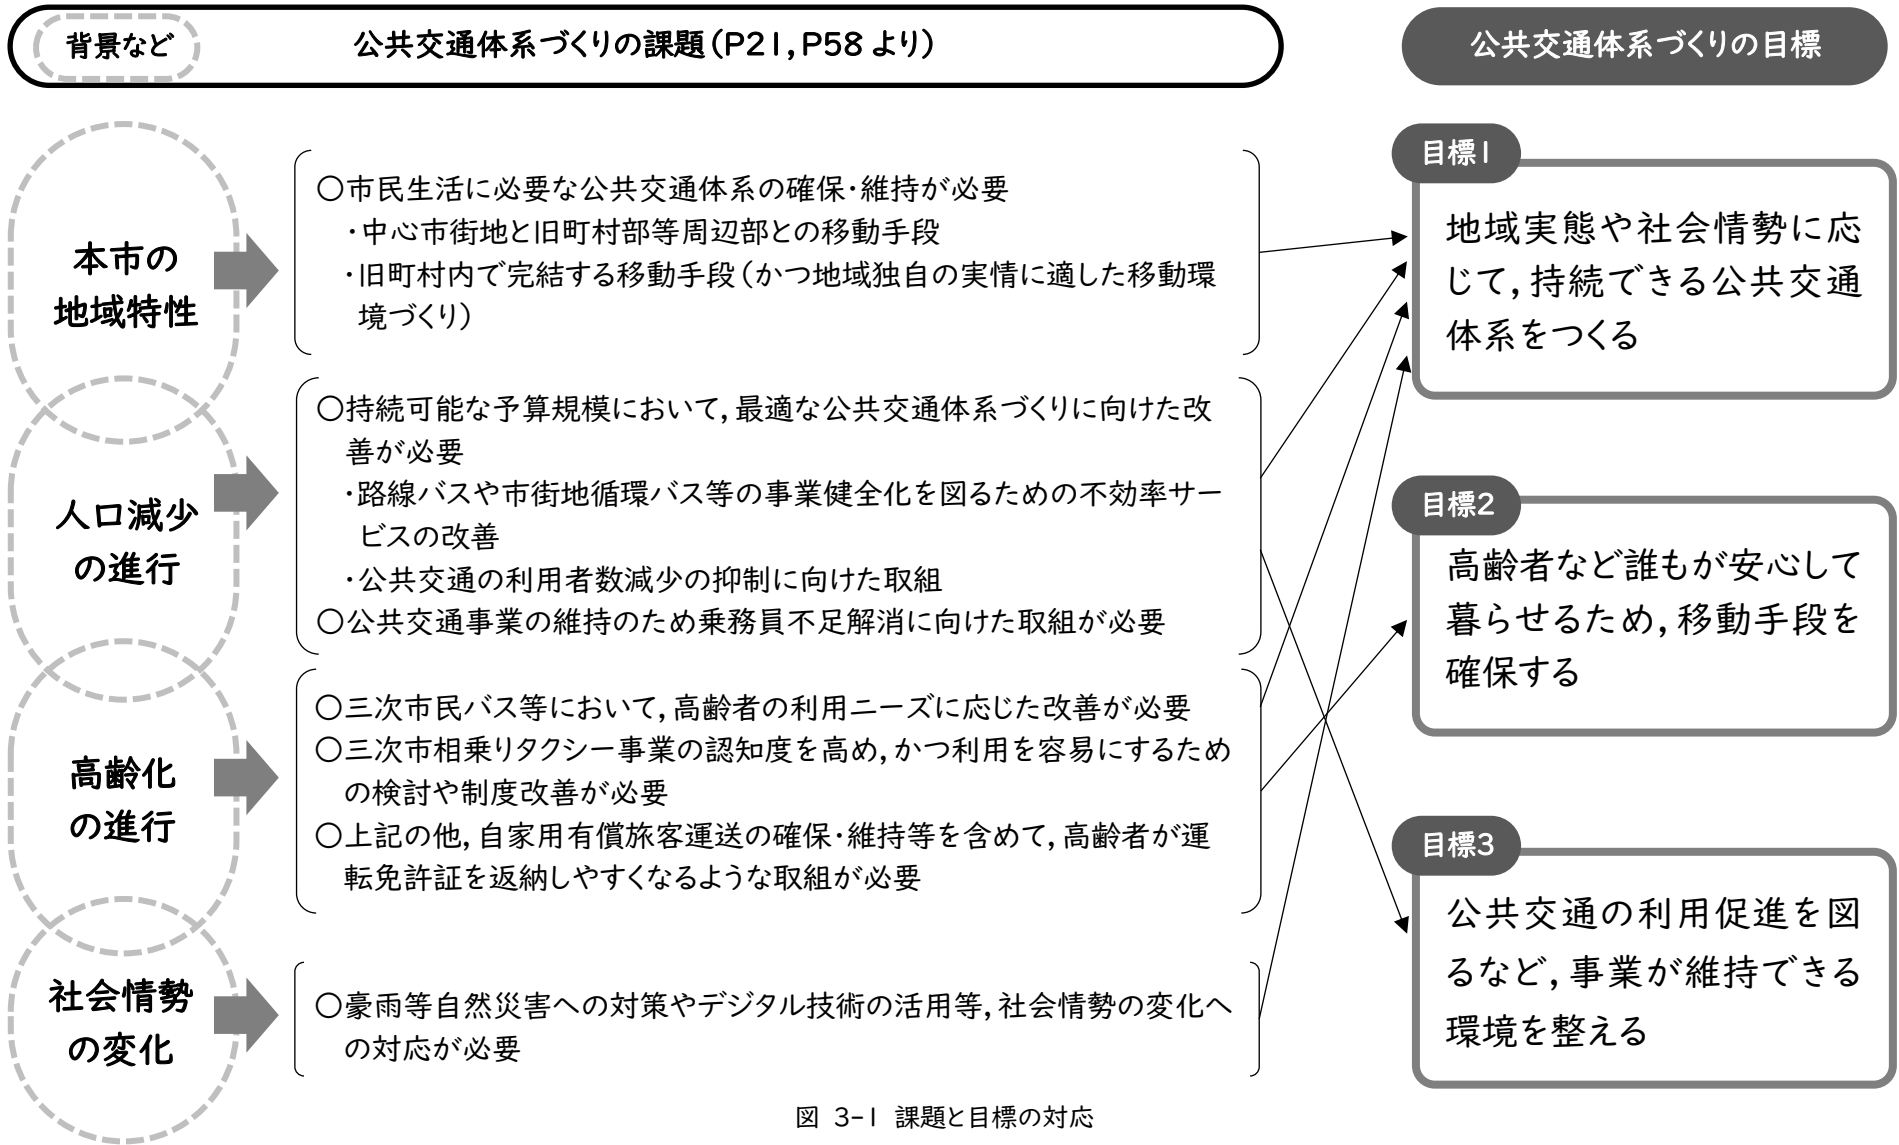 背景など
公共交通体系づくりの課題(P21,P58より)
公共交通体系づくりの目標
本市の
地域特性
○市民生活に必要な公共交通体系の確保・維持が必要
・中心市街地と旧町村部等周辺部との移動手段
・旧町村内で完結する移動手段(かつ地域独自の実情に適した移動環
境づくり)
人口減少
の進行
○持続可能な予算規模において,最適な公共交通体系づくりに向けた改
善が必要
・路線バスや市街地循環バス等の事業健全化を図るための不効率サー
ビスの改善
・公共交通の利用者数減少の抑制に向けた取組
○公共交通事業の維持のため乗務員不足解消に向けた取組が必要
高齢化
の進行
○三次市民バス等において,高齢者の利用ニーズに応じた改善が必要
○三次市相乗りタクシー事業の認知度を高め,かつ利用を容易にするため
の検討や制度改善が必要
○上記の他,自家用有償旅客運送の確保・維持等を含めて,高齢者が運
転免許証を返納しやすくなるような取組が必要
社会情勢
の変化
○豪雨等自然災害への対策やデジタル技術の活用等,社会情勢の変化へ
の対応が必要
目標1
地域実態や社会情勢に応
じて,持続できる公共交通
体系をつくる
目標2
高齢者など誰もが安心して
暮らせるため,移動手段を
確保する
目標3
公共交通の利用促進を図
るなど,事業が維持できる
環境を整える
図 3-1 課題と目標の対応